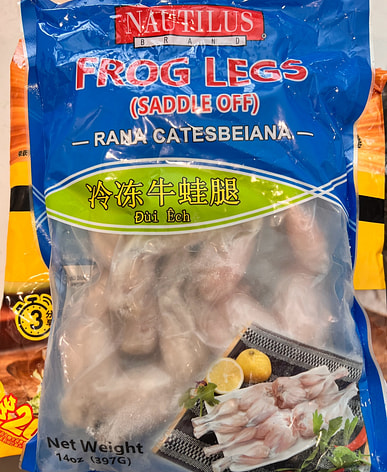 NAUTILUS
BRAND
FROG LEGS
(SADDLE OFF)
— RANA CATESBEIANA —
冷冻牛蛙腿
Đùi Ếch
3
Net Weight
14oz (397G)